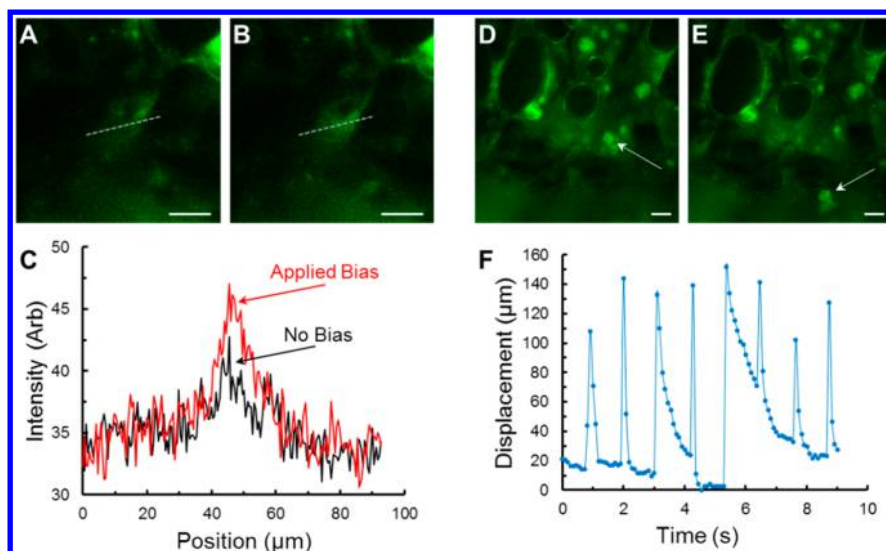 A
B
D
E
C
50
45
40
35
30
Intensity (Arb)
Applied Bias
No Bias
0 20 40 60 80 100
Position (µm)
F
160
140
120
100
80
60
40
20
0
Displacement (µm)
0 2 4 6 8 10
Time (s)